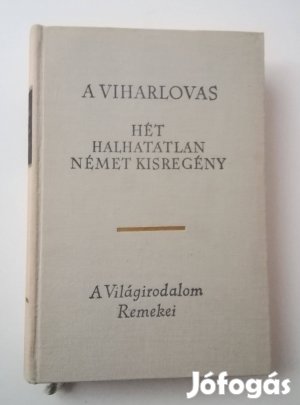 A VIHARLOVAS
HÉT
HALHATATLAN
NÉMET KISREGÉNY
A Világirodalom
Remekei
Jófogás